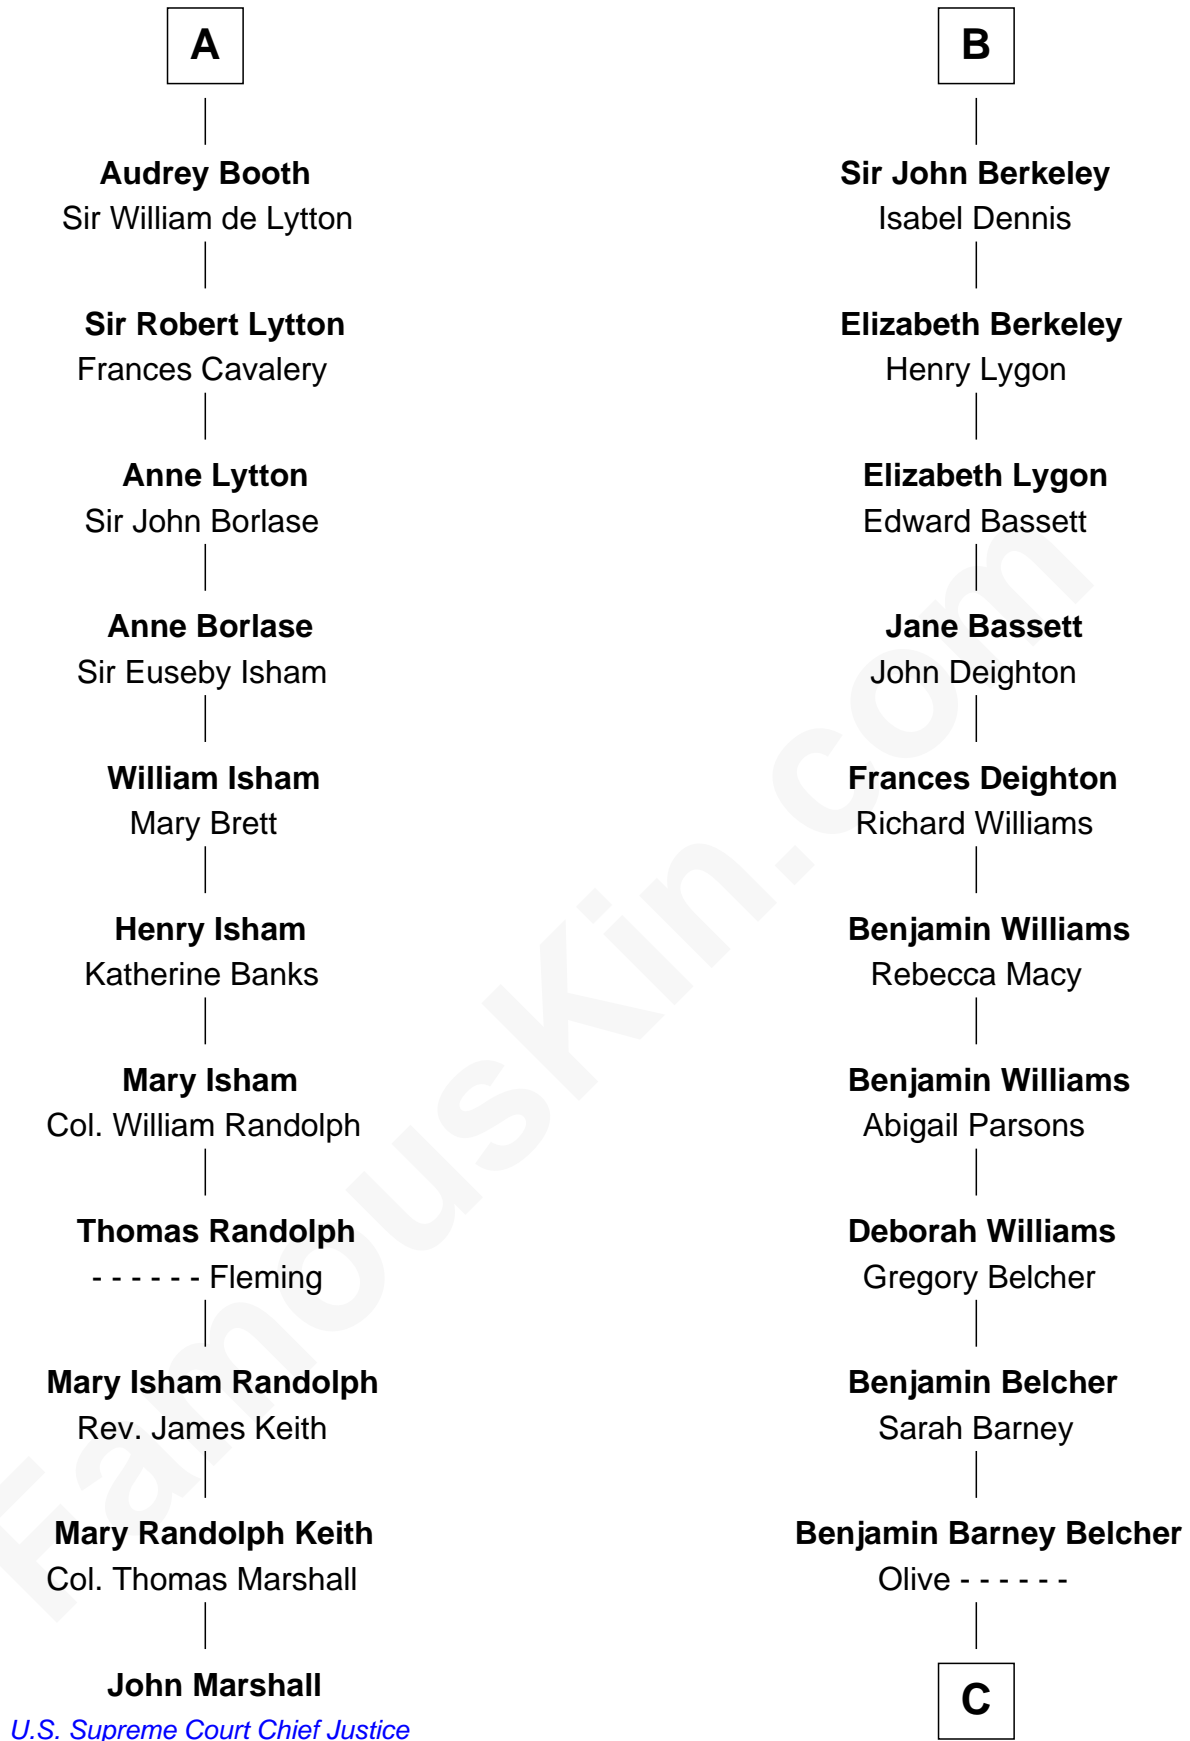 A
Audrey Booth
Sir William de Lytton
Sir Robert Lytton
Frances Cavalery
Anne Lytton
Sir John Borlase
Anne Borlase
Sir Euseby Isham
William Isham
Mary Brett
Henry Isham
Katherine Banks
Mary Isham
Col. William Randolph
Thomas Randolph
- - - - - - Fleming
Mary Isham Randolph
Rev. James Keith
Mary Randolph Keith
Col. Thomas Marshall
John Marshall
U.S. Supreme Court Chief Justice
B
Sir John Berkeley
Isabel Dennis
Elizabeth Berkeley
Henry Lygon
Elizabeth Lygon
Edward Bassett
Jane Bassett
John Deighton
Frances Deighton
Richard Williams
Benjamin Williams
Rebecca Macy
Benjamin Williams
Abigail Parsons
Deborah Williams
Gregory Belcher
Benjamin Belcher
Sarah Barney
Benjamin Barney Belcher
Olive - - - - - -
C
FamousKin.com